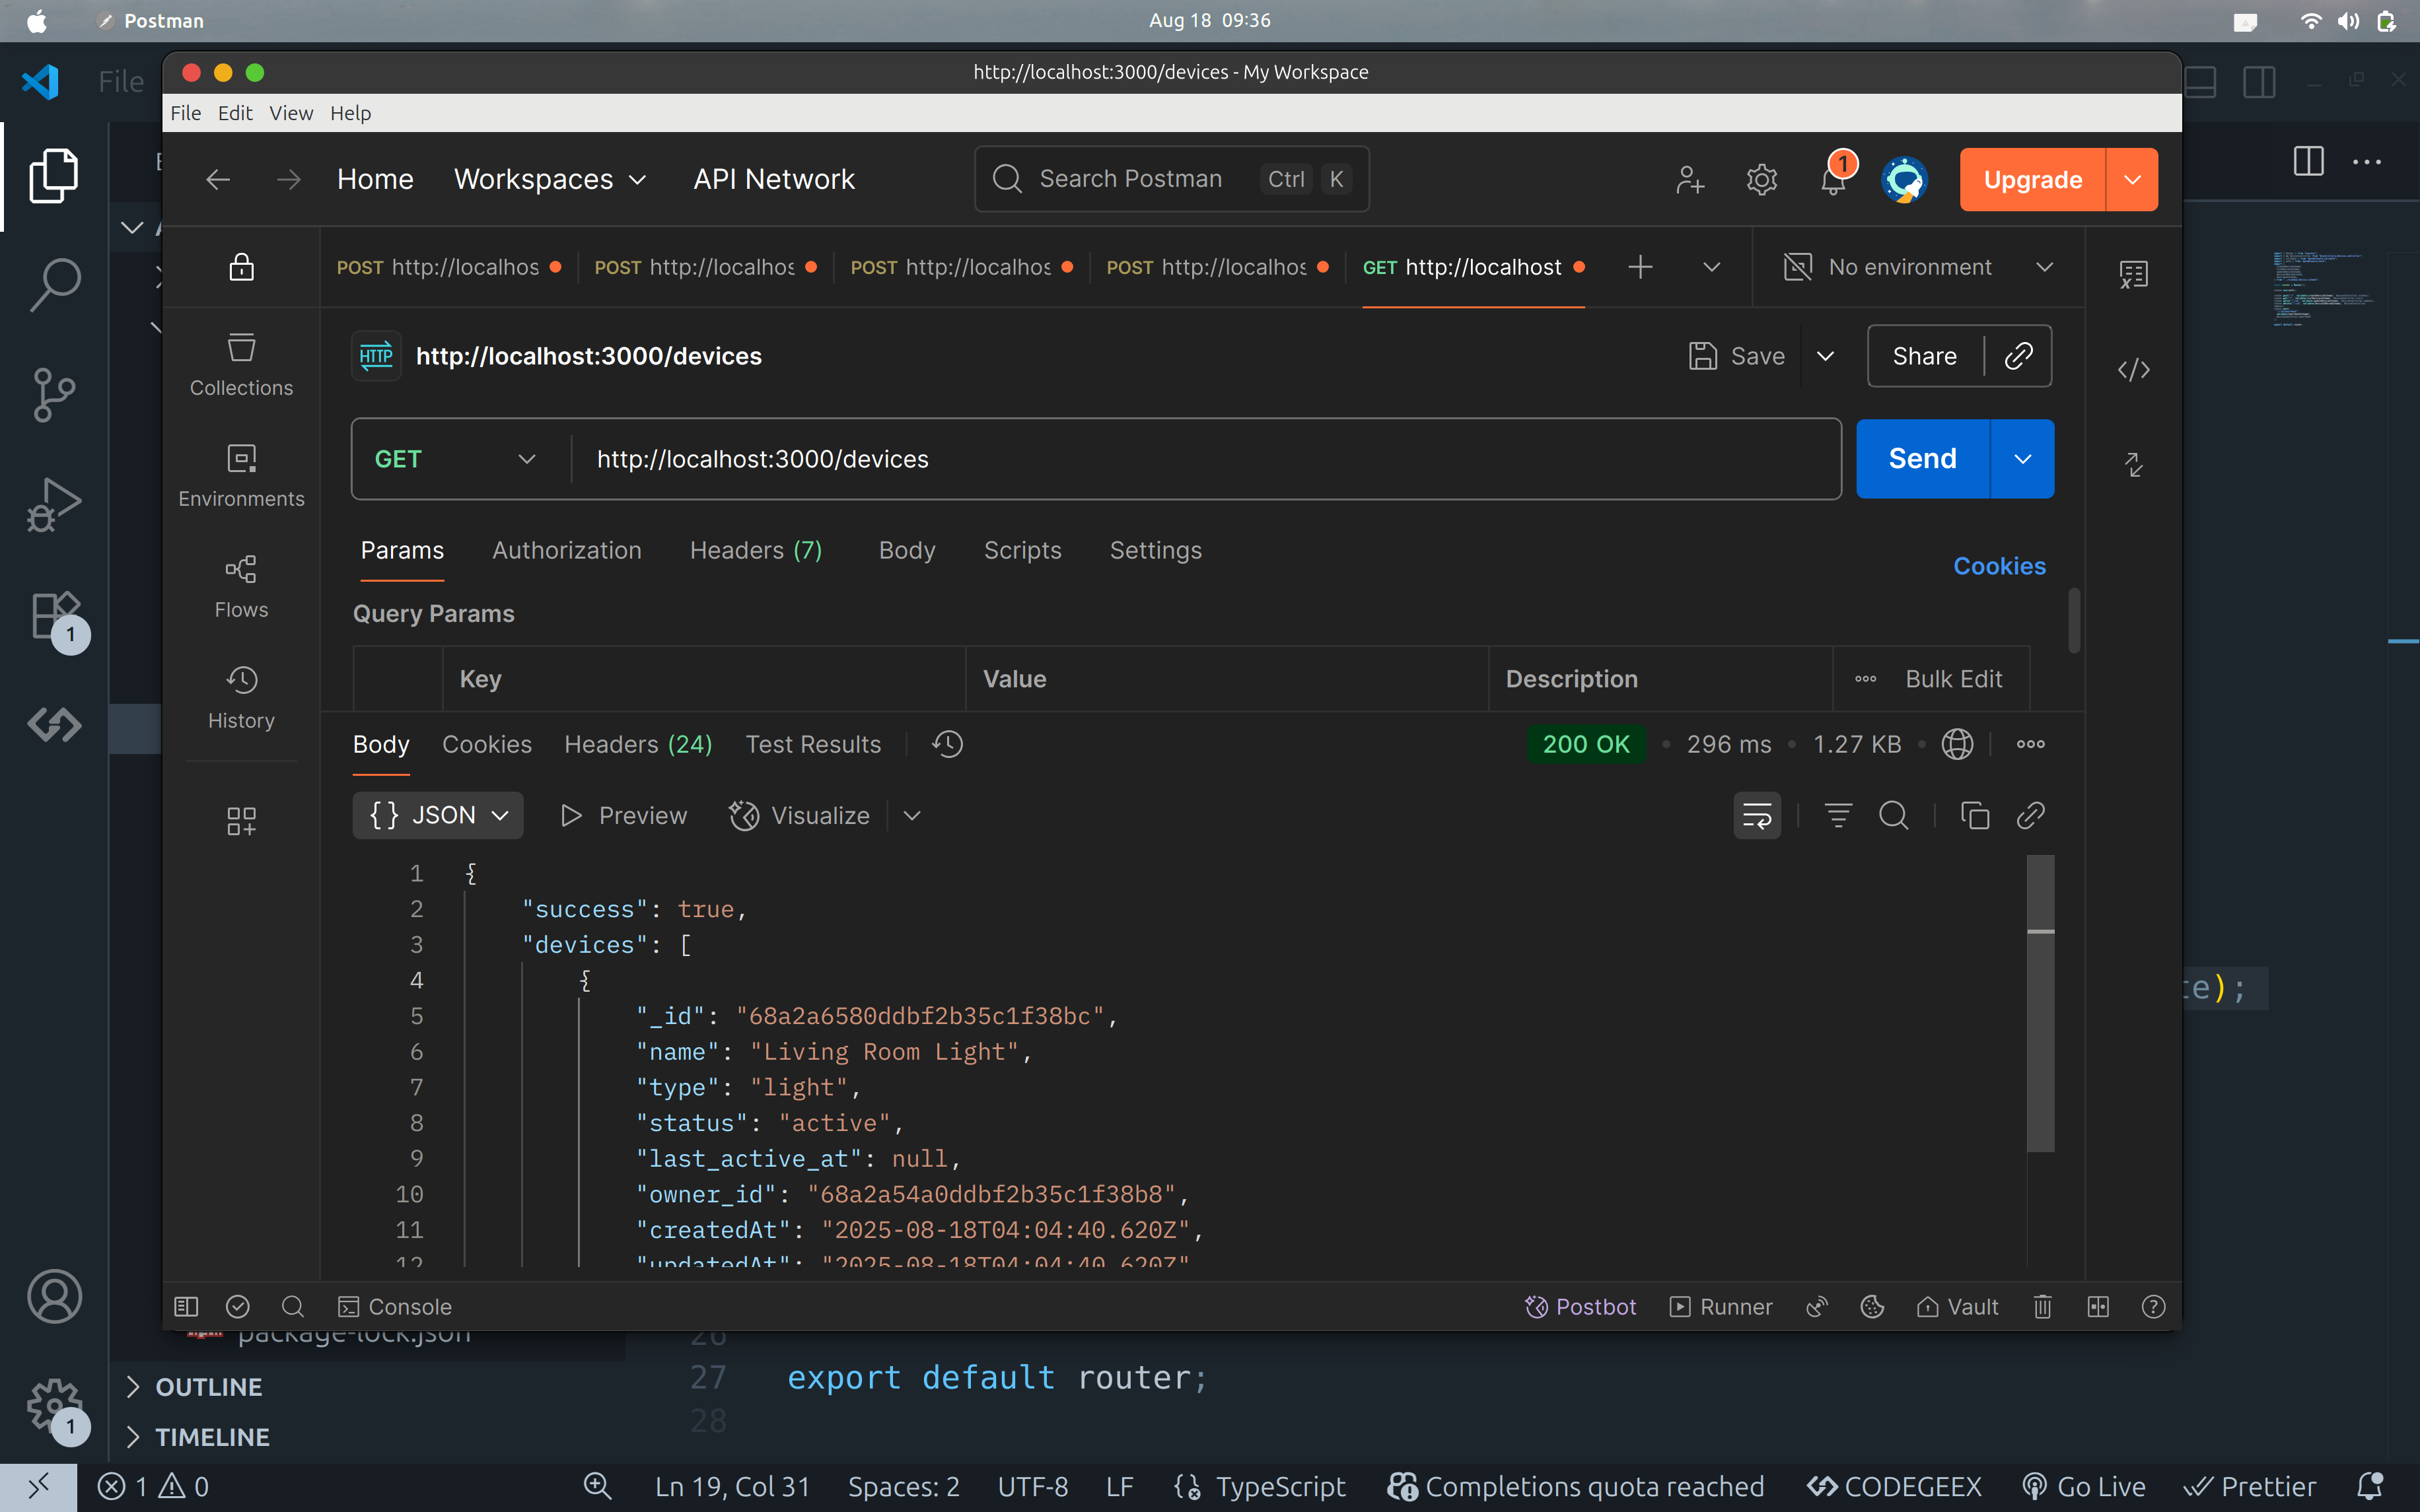 Postman
Aug 18 09:36
File
http://localhost:3000/devices - My Workspace
File Edit View Help
Home Workspaces API Network
Search Postman Ctrl K
1
Upgrade
POST http://localhos
POST http://localhos
POST http://localhos
POST http://localhos
GET http://localhost
No environment
HTTP http://localhost:3000/devices
Save
Share
Collections
Environments
Flows
History
GET http://localhost:3000/devices
Send
Params Authorization Headers (7) Body Scripts Settings
Cookies
Query Params
Key Value Description Bulk Edit
Body Cookies Headers (24) Test Results
200 OK • 296 ms • 1.27 KB
{} JSON Preview Visualize
1 {
2 "success": true,
3 "devices": [
4 {
5 "_id": "68a2a6580ddbf2b35c1f38bc",
6 "name": "Living Room Light",
7 "type": "light",
8 "status": "active",
9 "last_active_at": null,
10 "owner_id": "68a2a54a0ddbf2b35c1f38b8",
11 "createdAt": "2025-08-18T04:04:40.620Z",
12 "updatedAt": "2025-08-18T04:04:40.620Z"
1
te);
Console
Postbot Runner Vault
package-lock.json
26
27 export default router;
28
OUTLINE
TIMELINE
1
1 0
Ln 19, Col 31 Spaces: 2 UTF-8 LF TypeScript Completions quota reached CODEGEEX Go Live Prettier